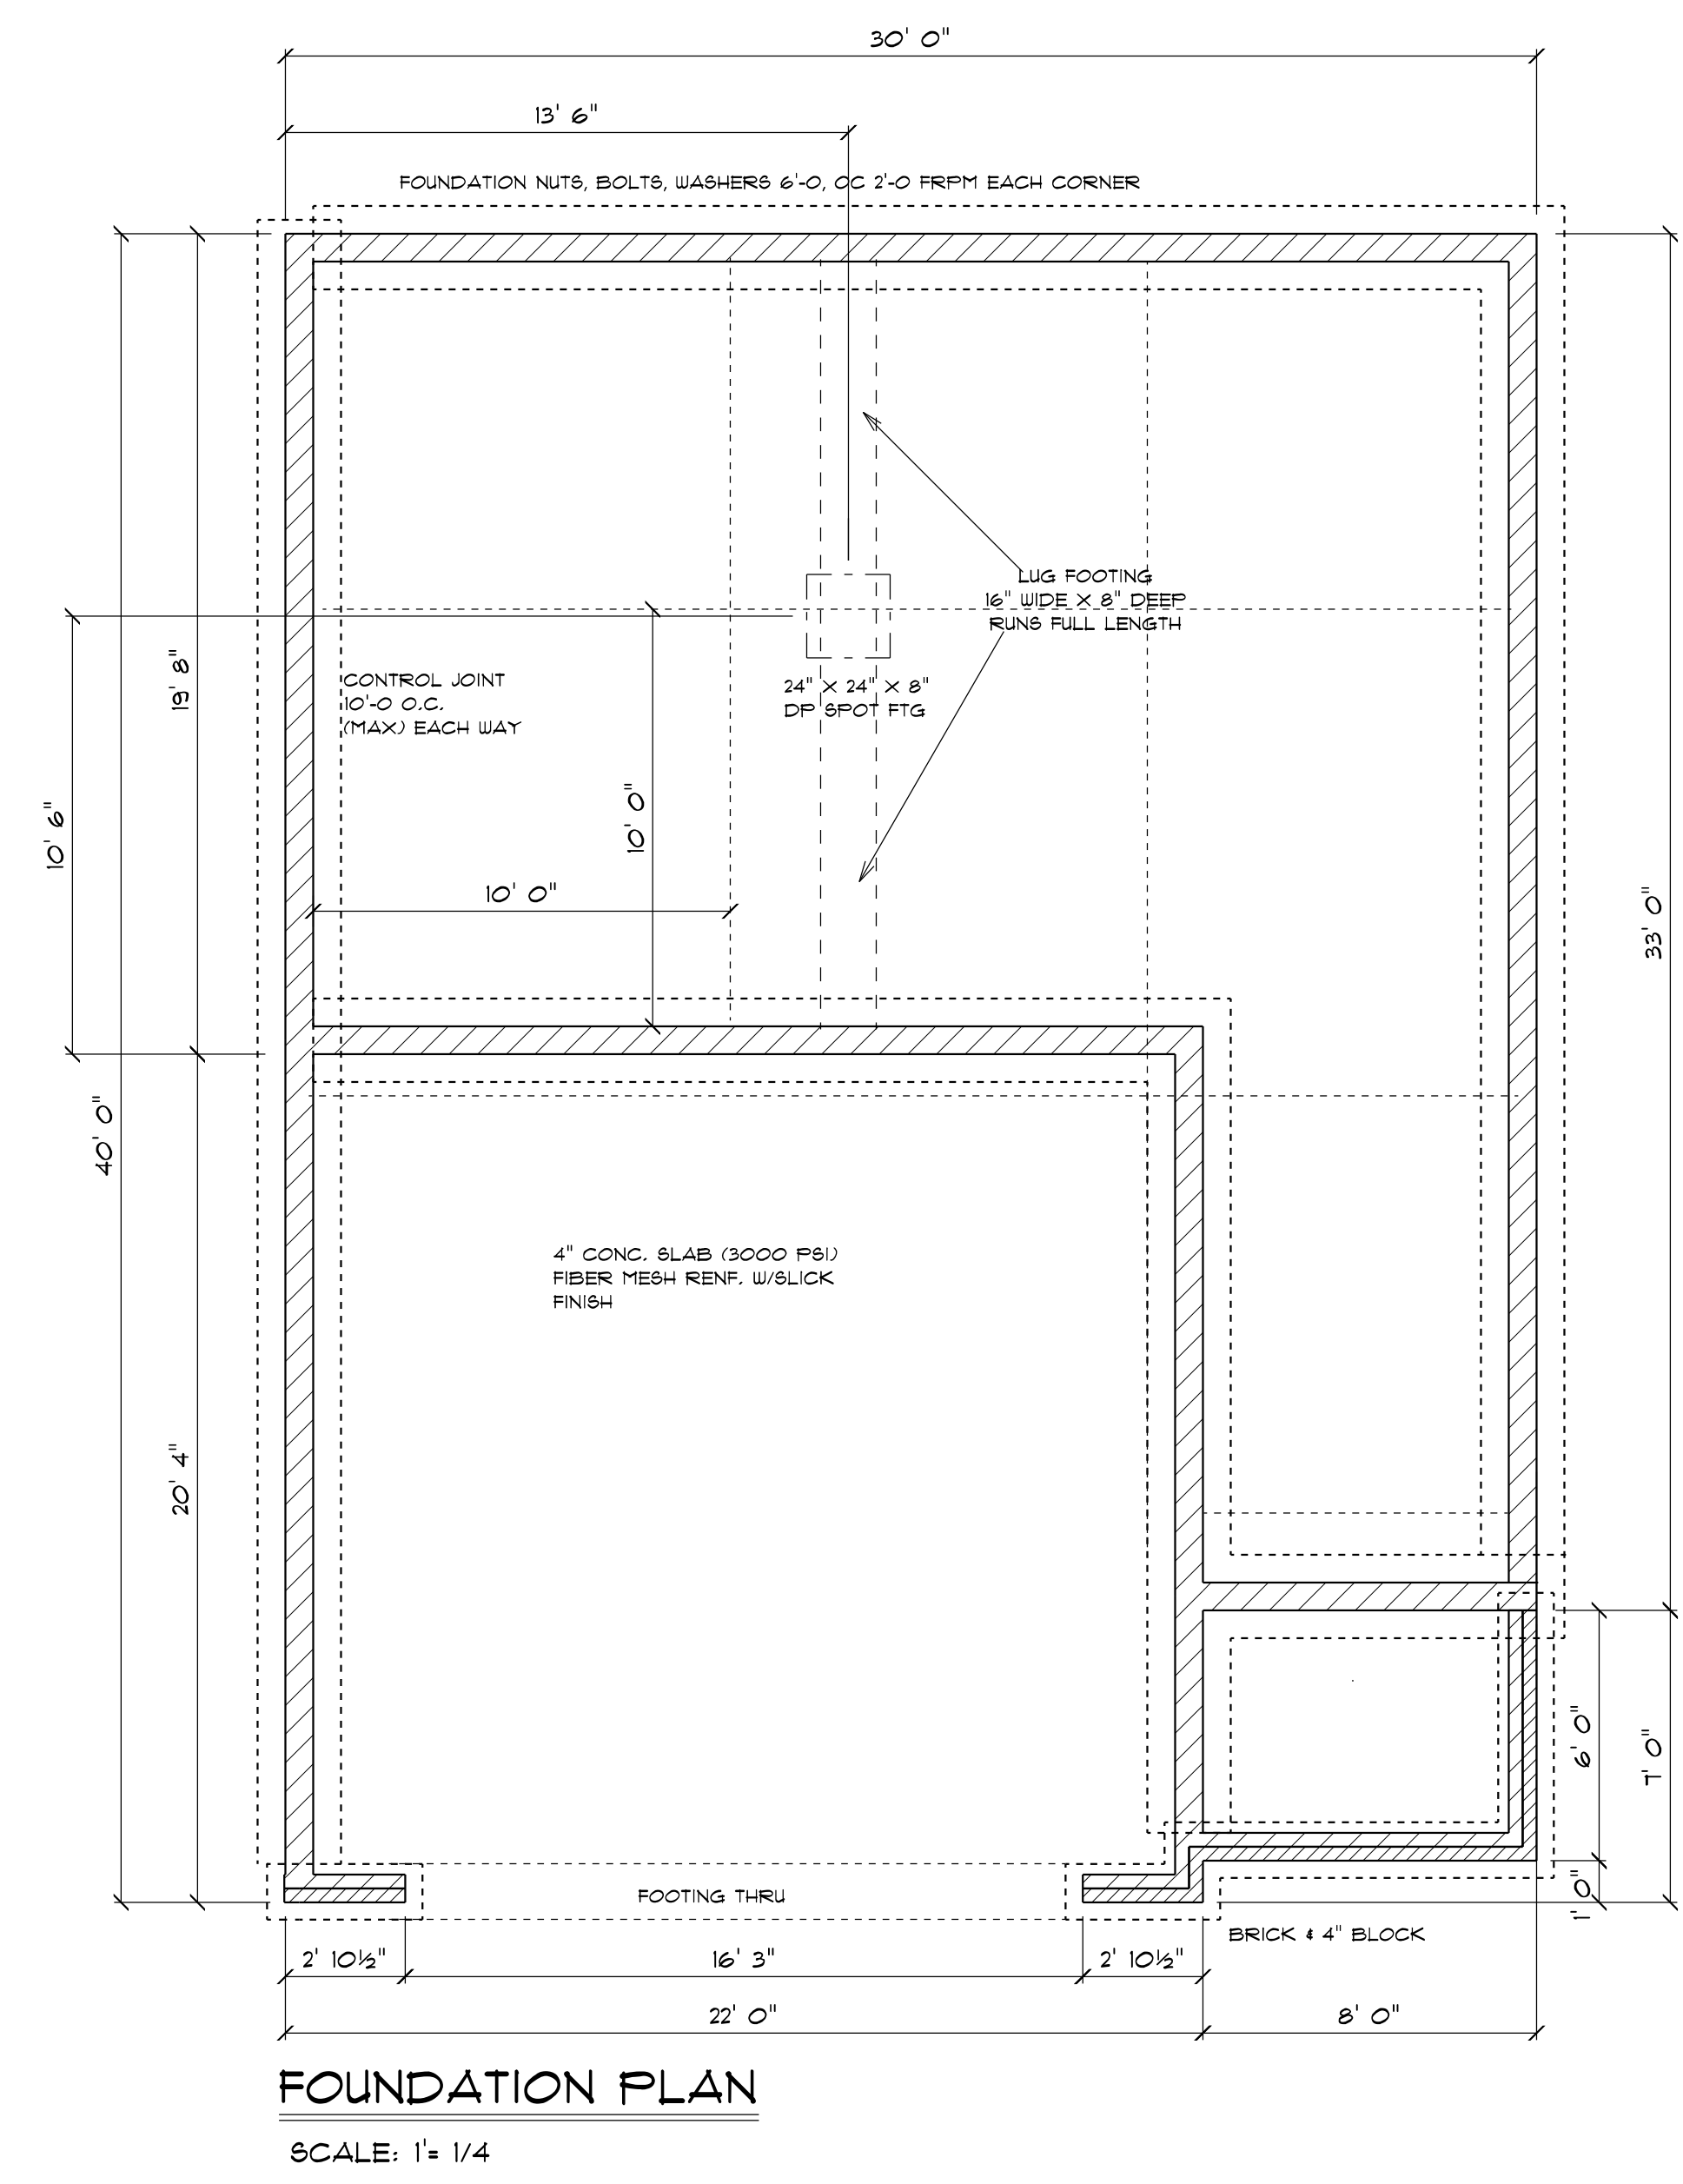 30' 0"
13' 6"
FOUNDATION NUTS, BOLTS, WASHERS 6'-0, OC 2'-0 FRPM EACH CORNER
LUG FOOTING
16" WIDE X 8" DEEP
RUNS FULL LENGTH
CONTROL JOINT
10'-0 O.C.
(MAX) EACH WAY
24" X 24" X 8"
DP SPOT FTG
19' 8"
10' 6"
10' 0"
10' 0"
33' 0"
40' 0"
4" CONC. SLAB (3000 PSI)
FIBER MESH RENF. W/SLICK
FINISH
20' 4"
6' 0"
7' 0"
1' 0"
FOOTING THRU
BRICK & 4" BLOCK
2' 10½"
16' 3"
2' 10½"
22' 0"
8' 0"
FOUNDATION PLAN
SCALE: 1'= 1/4